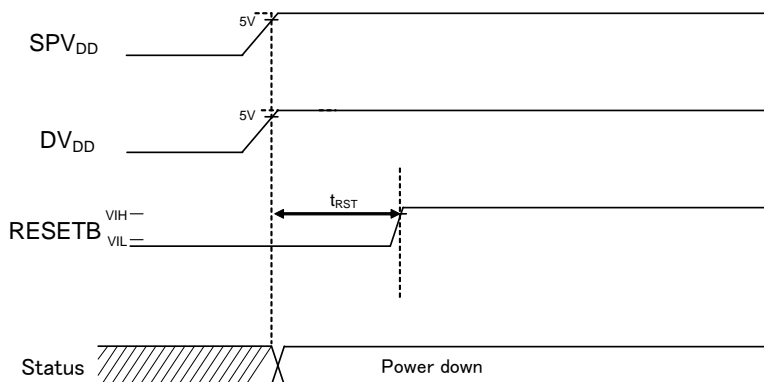 5V
SPVDD
5V
DVDD
tRST
VIH
RESETB
VIL
Status
Power down